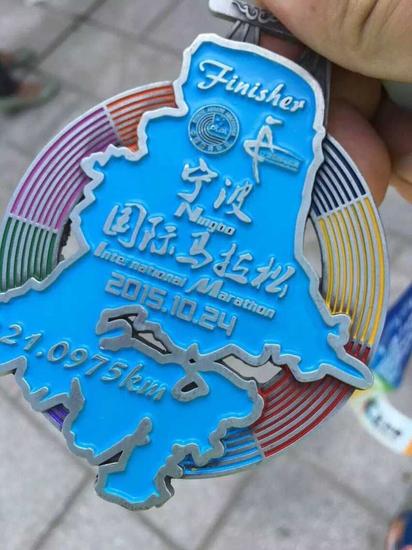 Finisher
宁波
Ningbo
国际马拉松
International Marathon
2015.10.24
21.0975km